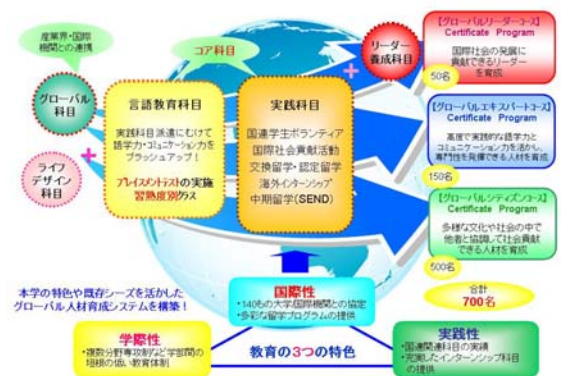 産業界・国際
機関との連携
グローバル
科目
ライフ
デザイン
科目
コア科目
言語教育科目
実践科目派遣にむけて
語学力・コミュニケーション力を
ブラッシュアップ！
プレイスメントテストの実施
習熟度別クラス
実践科目
国連学生ボランティア
国際社会貢献活動
交換留学・認定留学
海外インターンシップ
中期留学(SEND)
リーダー
養成科目
【グローバルリーダーコース】
Certificate Program
国際社会の発展に
貢献できるリーダー
を育成
50名
【グローバルエキスパートコース】
Certificate Program
高度で実践的な語学力と
コミュニケーション力を活かし、
専門性を発揮できる人材を育成
150名
【グローバルシティズンコース】
Certificate Program
多様な文化や社会の中で
他者と協調して社会貢献
できる人材を育成
500名
合計
700名
本学の特色や既存シーズを活かした
グローバル人材育成システムを構築！
国際性
・140もの大学/国際機関との協定
・多彩な留学プログラムの提供
学際性
・複数分野専攻制など学部間の
垣根の低い教育体制
教育の3つの特色
実践性
・国連関連科目の実績
・充実したインターンシップ科目
の提供